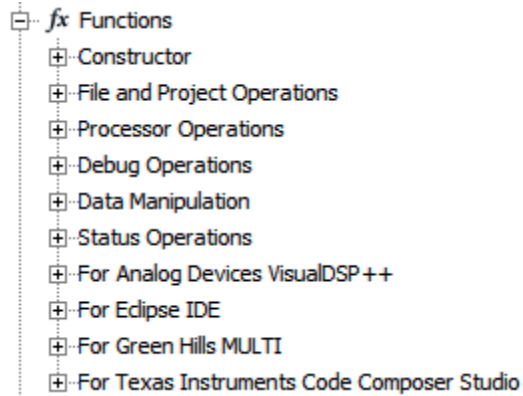 fx Functions
Constructor
File and Project Operations
Processor Operations
Debug Operations
Data Manipulation
Status Operations
For Analog Devices VisualDSP++
For Eclipse IDE
For Green Hills MULTI
For Texas Instruments Code Composer Studio